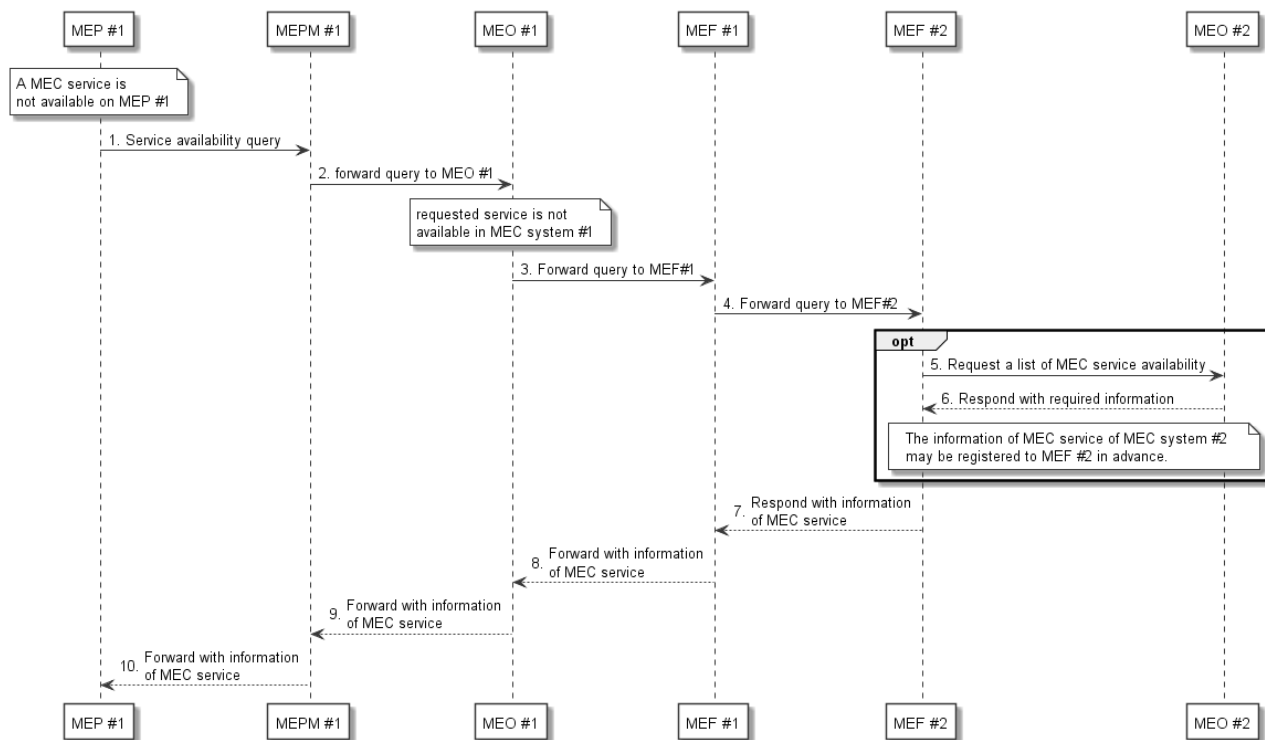 MEP #1
MEPM #1
MEO #1
MEF #1
MEF #2
MEO #2
A MEC service is
not available on MEP #1
1. Service availability query
2. forward query to MEO #1
requested service is not
available in MEC system #1
3. Forward query to MEF#1
4. Forward query to MEF#2
opt
5. Request a list of MEC service availability
6. Respond with required information
The information of MEC service of MEC system #2
may be registered to MEF #2 in advance.
7. Respond with information
of MEC service
8. Forward with information
of MEC service
9. Forward with information
of MEC service
10. Forward with information
of MEC service
MEP #1
MEPM #1
MEO #1
MEF #1
MEF #2
MEO #2